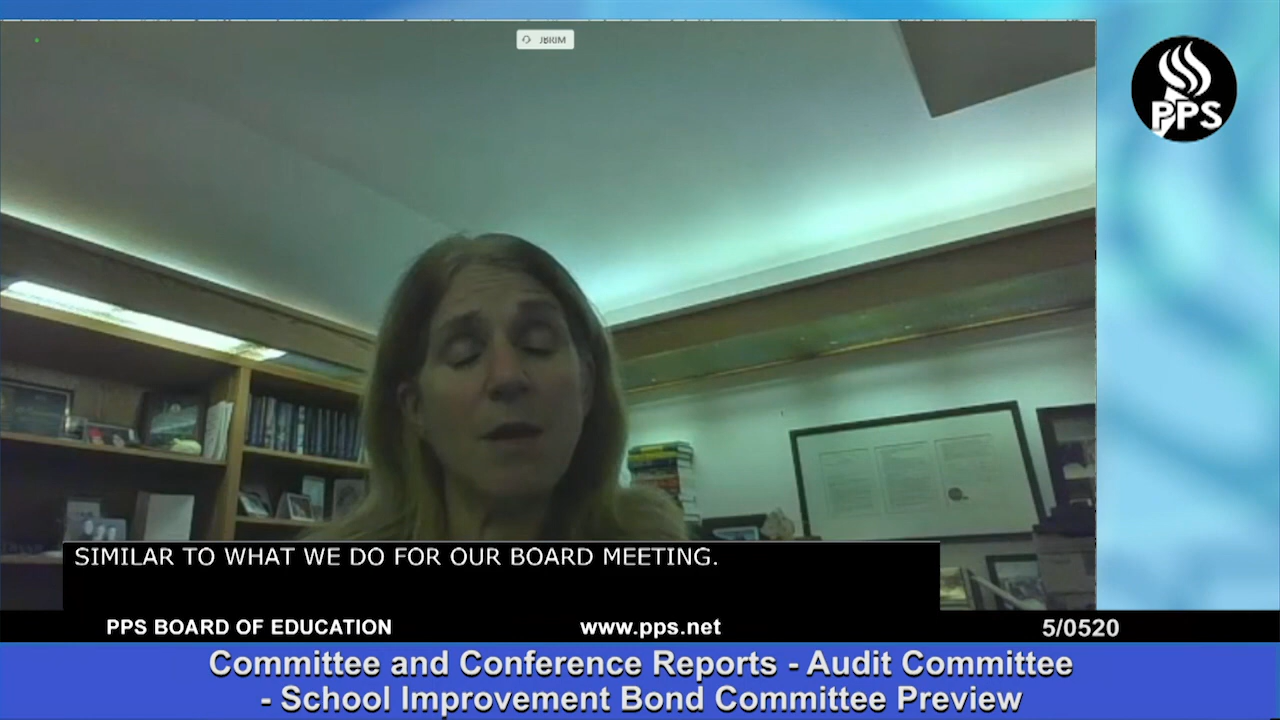 PPS
SIMILAR TO WHAT WE DO FOR OUR BOARD MEETING.
PPS BOARD OF EDUCATION www.pps.net 5/0520
Committee and Conference Reports - Audit Committee
- School Improvement Bond Committee Preview